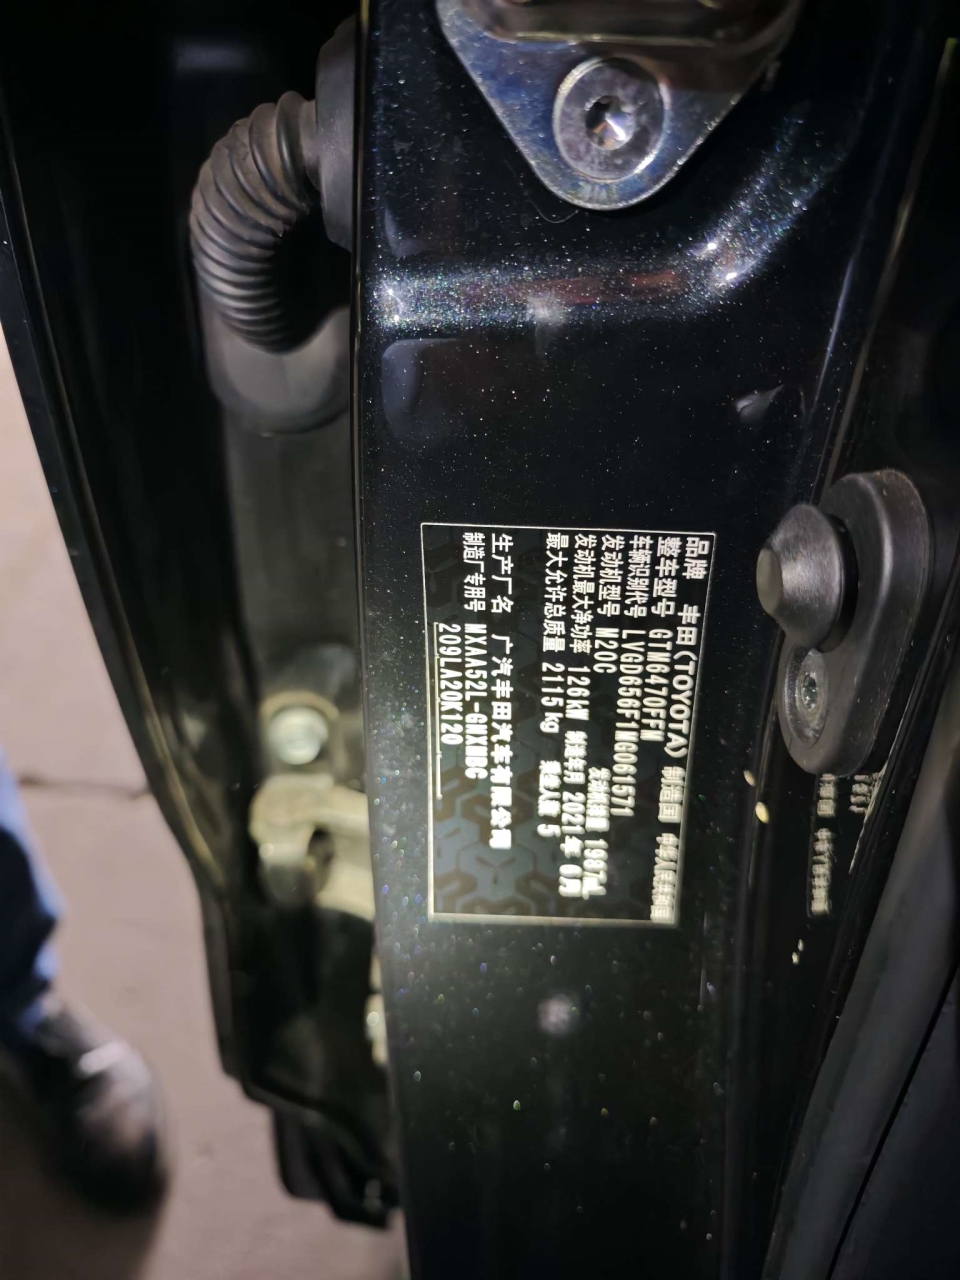 品牌 丰田(TOYOTA) 制造国 中华人民共和国
整车型号 GTM6470FFM
车辆识别代号 LVGD656F1MG061571
发动机型号 M20C 发动机排量 1987mL
发动机最大净功率 126kW 制造年月 2021年 6月
最大允许总质量 2115kg 乘坐人数 5
生产厂名 广汽丰田汽车有限公司
制造厂专用号 MXAA52L-GNXNBC
209LA20K120